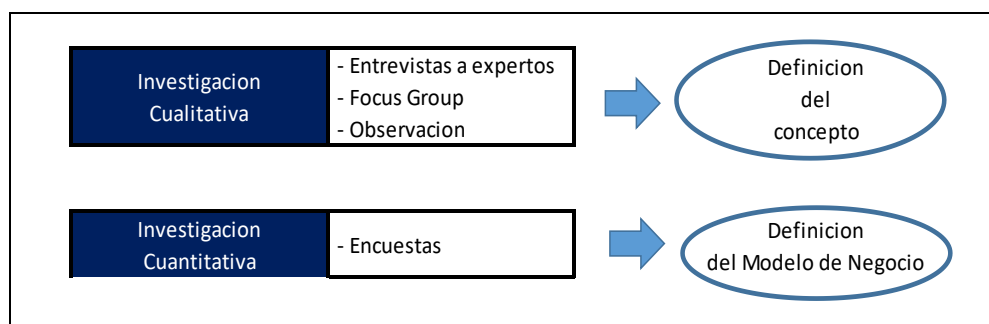 Investigacion
Cualitativa
- Entrevistas a expertos
- Focus Group
- Observacion
Definicion
del
concepto
Investigacion
Cuantitativa
- Encuestas
Definicion
del Modelo de Negocio